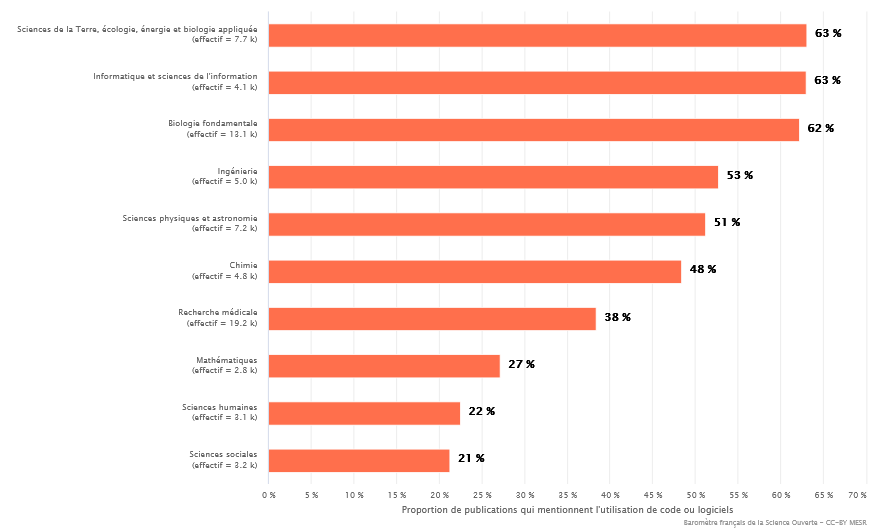 Sciences de la Terre, écologie, énergie et biologie appliquée
(effectif = 7.7 k)
63 %
Informatique et sciences de l'information
(effectif = 4.1 k)
63 %
Biologie fondamentale
(effectif = 13.1 k)
62 %
Ingénierie
(effectif = 5.0 k)
53 %
Sciences physiques et astronomie
(effectif = 7.2 k)
51 %
Chimie
(effectif = 4.8 k)
48 %
Recherche médicale
(effectif = 19.2 k)
38 %
Mathématiques
(effectif = 2.8 k)
27 %
Sciences humaines
(effectif = 3.1 k)
22 %
Sciences sociales
(effectif = 3.2 k)
21 %
0 % 5 % 10 % 15 % 20 % 25 % 30 % 35 % 40 % 45 % 50 % 55 % 60 % 65 % 70 %
Proportion de publications qui mentionnent l'utilisation de code ou logiciels
Baromètre français de la Science Ouverte - CC-BY MESR